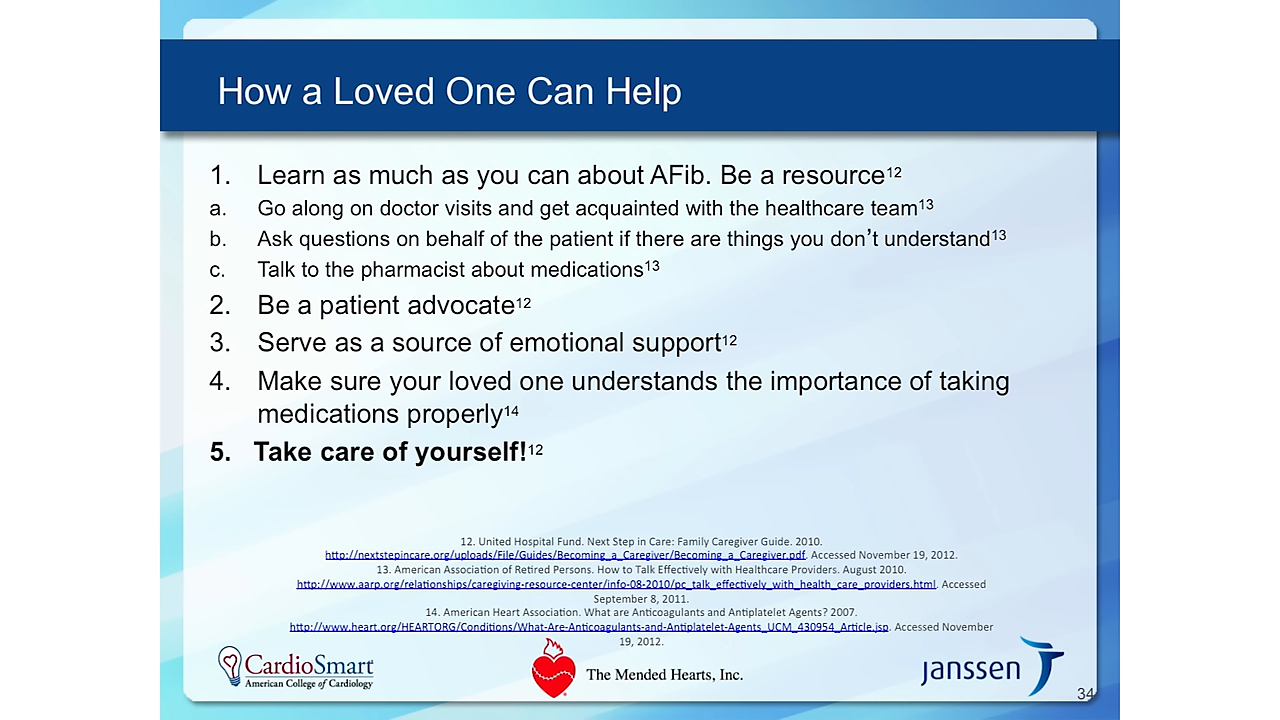 How a Loved One Can Help
1. Learn as much as you can about AFib. Be a resource12
a. Go along on doctor visits and get acquainted with the healthcare team13
b. Ask questions on behalf of the patient if there are things you don’t understand13
c. Talk to the pharmacist about medications13
2. Be a patient advocate12
3. Serve as a source of emotional support12
4. Make sure your loved one understands the importance of taking
medications properly14
5. Take care of yourself!12
12. United Hospital Fund. Next Step in Care: Family Caregiver Guide. 2010.
http://nextstepincare.org/uploads/File/Guides/Becoming_a_Caregiver/Becoming_a_Caregiver.pdf. Accessed November 19, 2012.
13. American Association of Retired Persons. How to Talk Effectively with Healthcare Providers. August 2010.
http://www.aarp.org/relationships/caregiving-resource-center/info-08-2010/pc_talk_effectively_with_health_care_providers.html. Accessed
September 8, 2011.
14. American Heart Association. What are Anticoagulants and Antiplatelet Agents? 2007.
http://www.heart.org/HEARTORG/Conditions/What-Are-Anticoagulants-and-Antiplatelet-Agents_UCM_430954_Article.jsp. Accessed November
19, 2012.
CardioSmart
American College of Cardiology
The Mended Hearts, Inc.
janssen
34